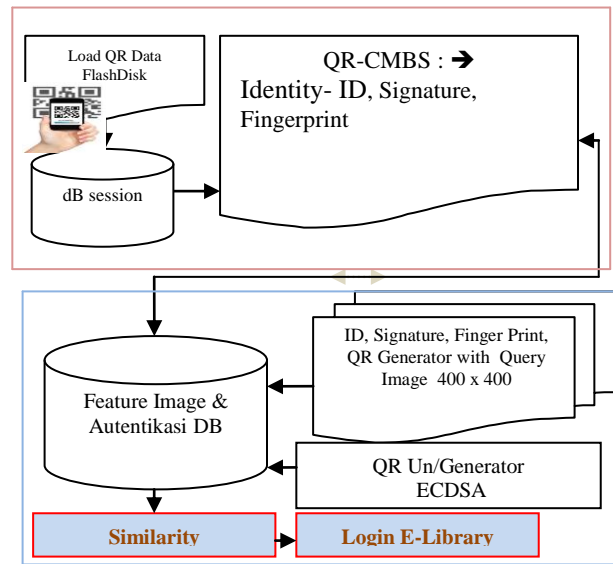 Load QR Data
FlashDisk
QR-CMBS : ➔
Identity- ID, Signature,
Fingerprint
dB session
ID, Signature, Finger Print,
QR Generator with Query
Image 400 x 400
Feature Image &
Autentikasi DB
QR Un/Generator
ECDSA
Similarity
Login E-Library